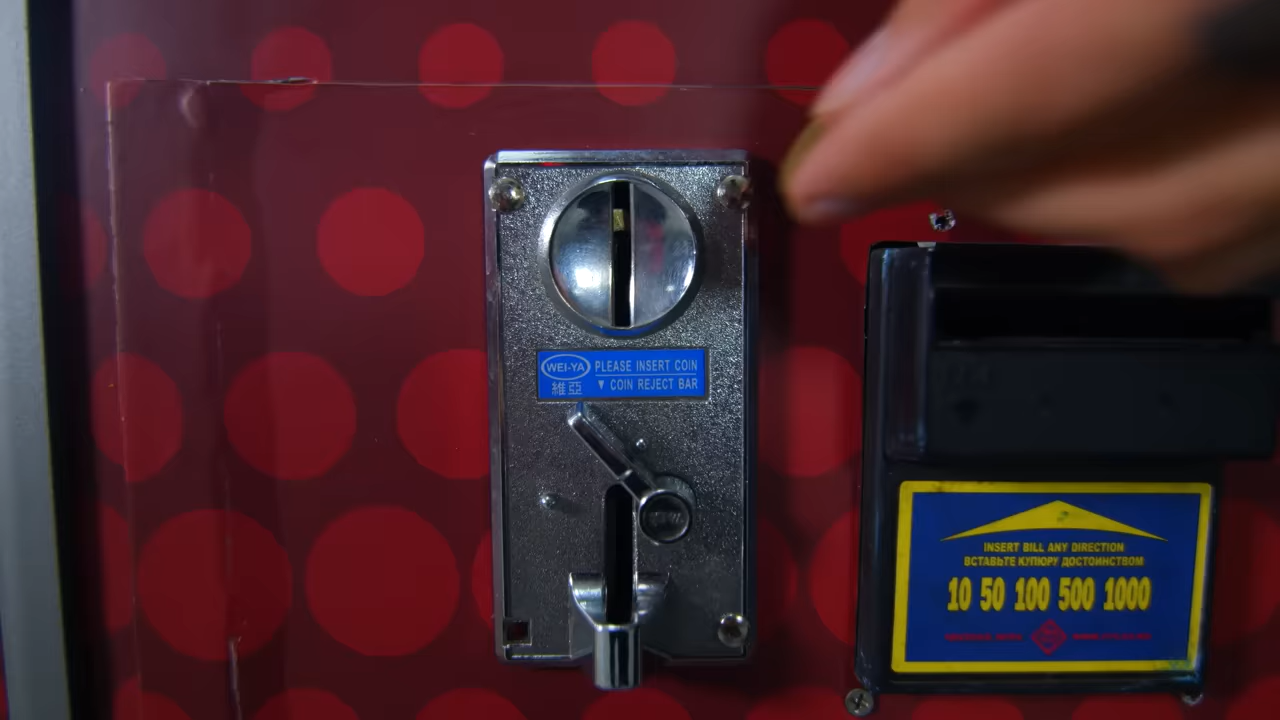 WEI-YA PLEASE INSERT COIN
維亞 ▼ COIN REJECT BAR
INSERT BILL ANY DIRECTION
ВСТАВЬТЕ КУПЮРУ ДОСТОИНСТВОМ
10 50 100 500 1000